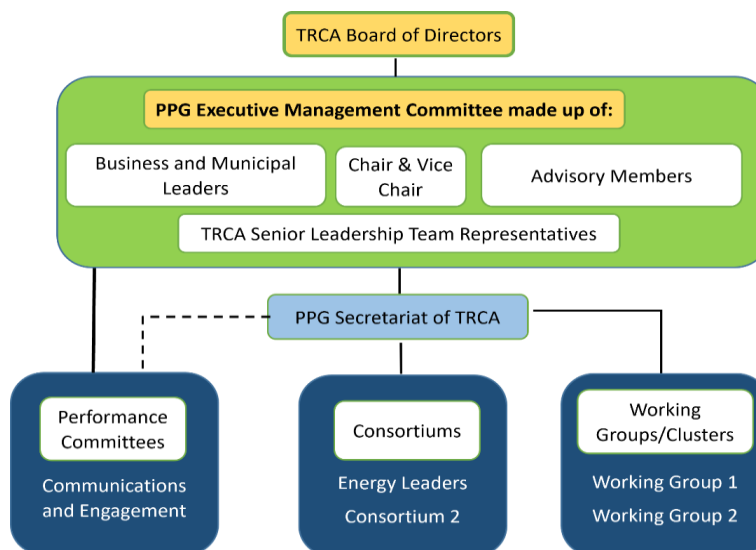 TRCA Board of Directors
PPG Executive Management Committee made up of:
Business and Municipal
Leaders
Chair & Vice
Chair
Advisory Members
TRCA Senior Leadership Team Representatives
PPG Secretariat of TRCA
Performance
Committees
Communications
and Engagement
Consortiums
Energy Leaders
Consortium 2
Working
Groups/Clusters
Working Group 1
Working Group 2